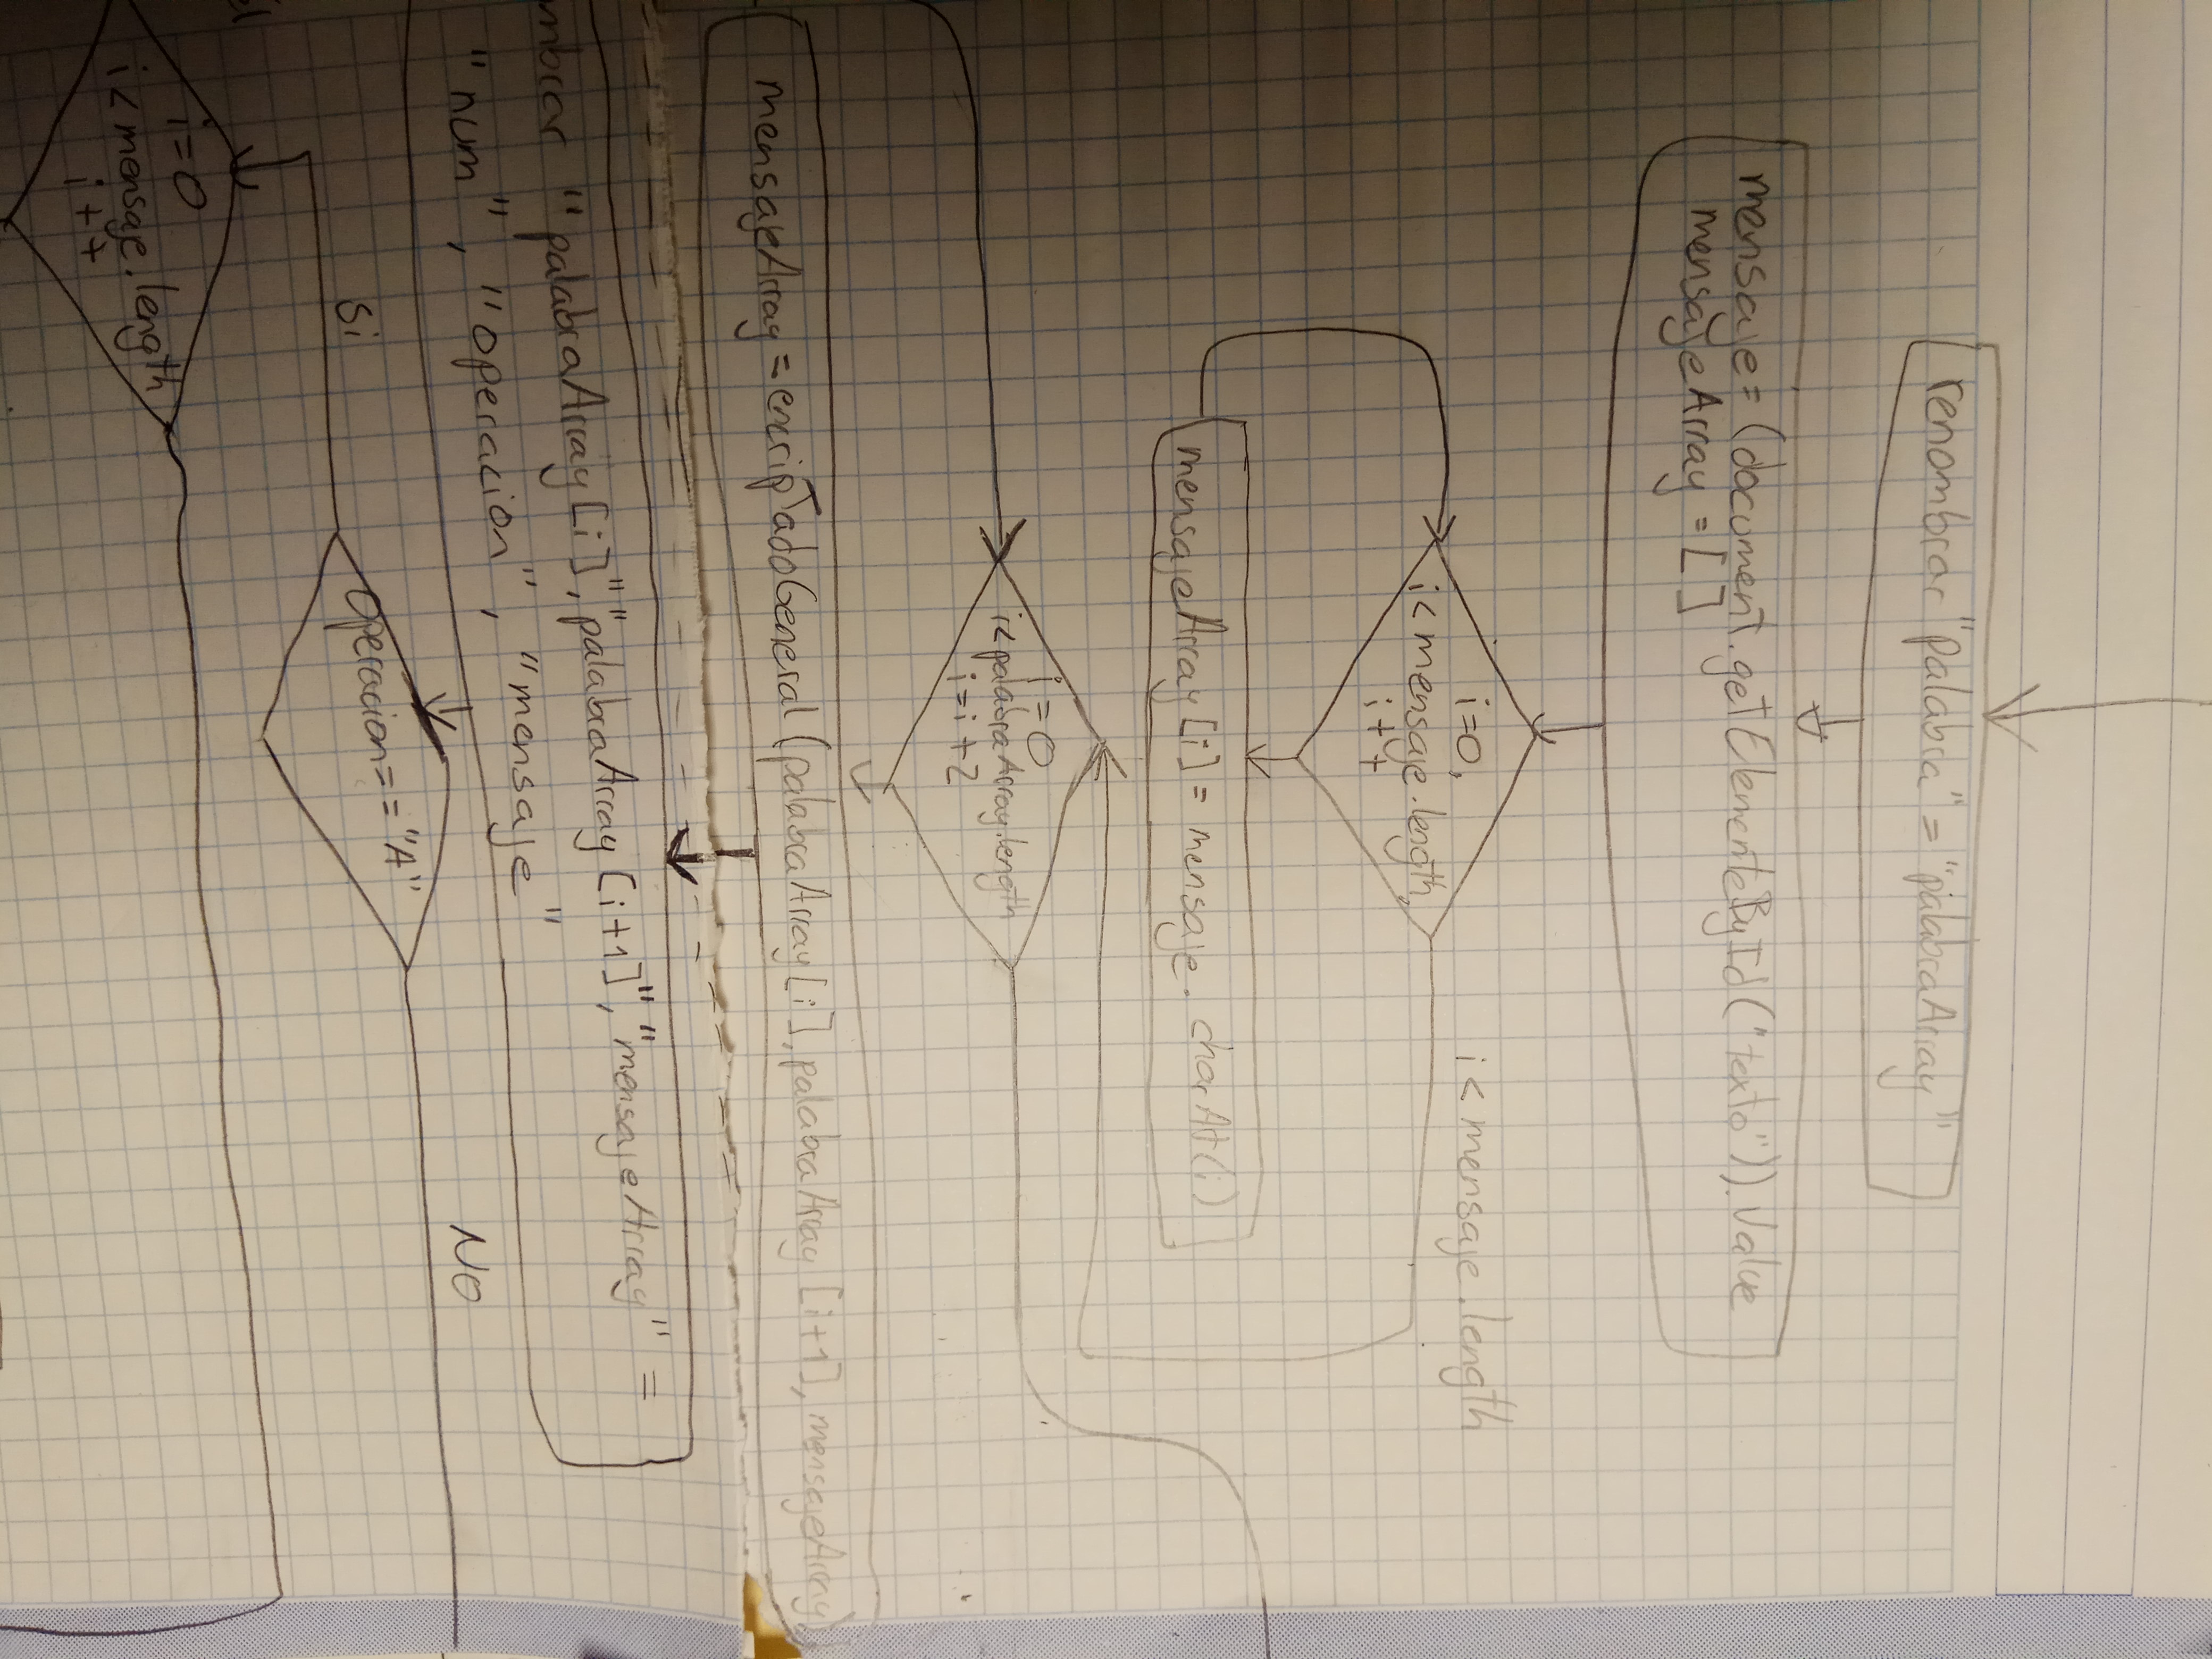 renombrar "palabra" = "palabraArray"
mensaje = (document.getElementeById("texto")).Value
mensajeArray = []
i=0,
i<mensaje.length,
i++
i<mensaje.length
mensajeArray[i] = mensaje.charAt(i)
i=0
i<palabraArray.length
i=i+2
mensajeArray = encriptadoGeneral (palabraArray[i], palabraArray[i+1], mensajeArray)
"palabraArray[i]", "palabraArray[i+1]", "mensajeArray" =
"num", "operacion", "mensaje"
Operacion=="A"
Si
No
i=0
i<mensaje.length
i++